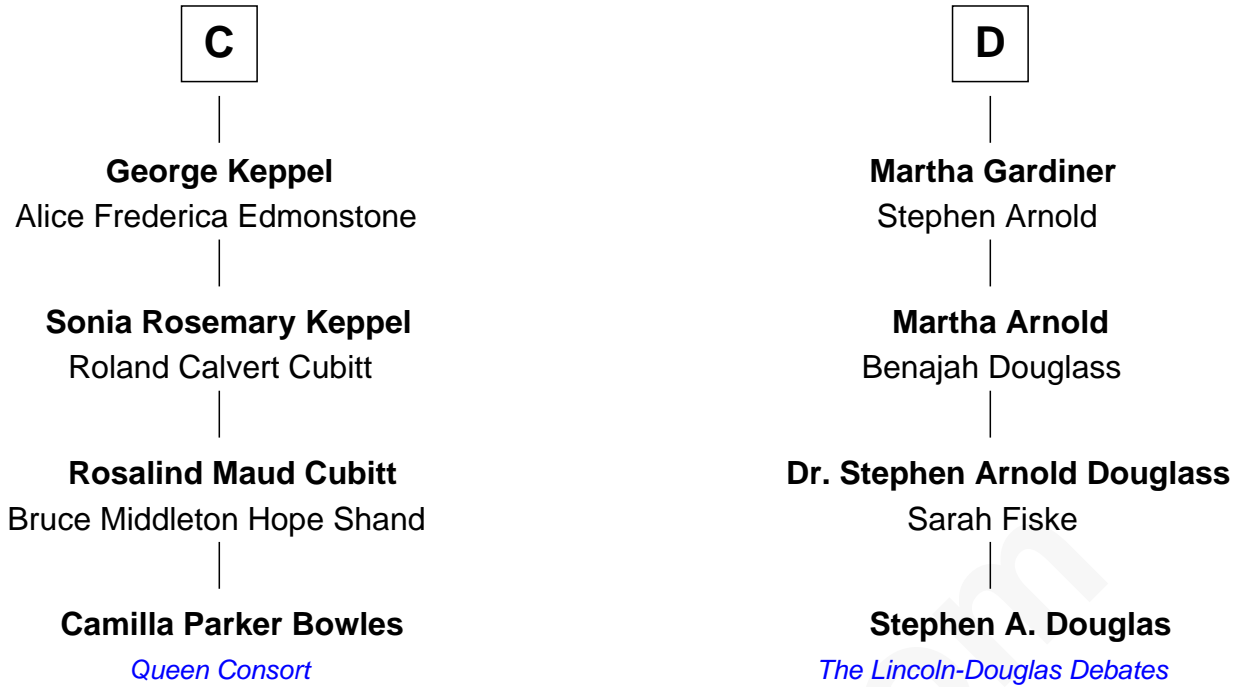 C
George Keppel
Alice Frederica Edmonstone
Sonia Rosemary Keppel
Roland Calvert Cubitt
Rosalind Maud Cubitt
Bruce Middleton Hope Shand
Camilla Parker Bowles
Queen Consort
D
Martha Gardiner
Stephen Arnold
Martha Arnold
Benajah Douglass
Dr. Stephen Arnold Douglass
Sarah Fiske
Stephen A. Douglas
The Lincoln-Douglas Debates